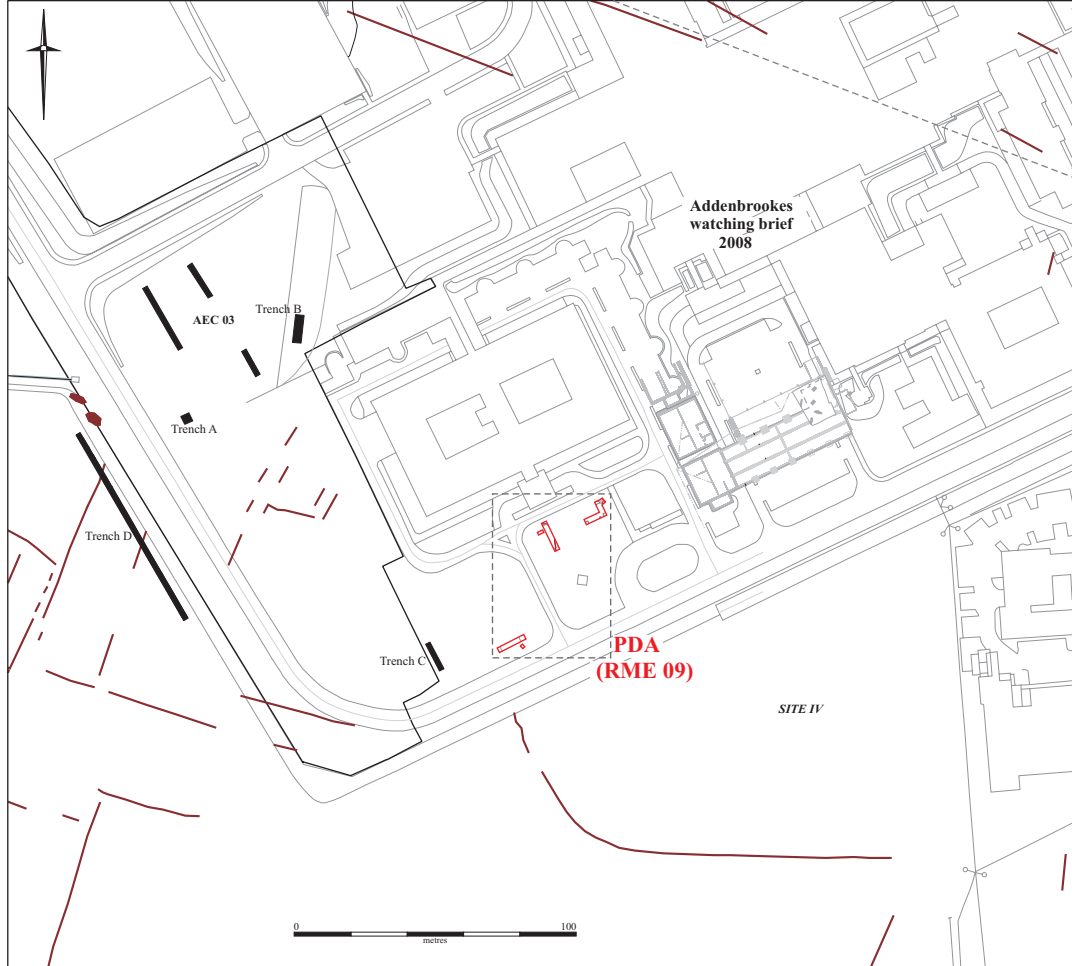 Addenbrookes
watching brief
2008
Trench B
AEC 03
Trench A
Trench D
PDA
(RME 09)
Trench C
SITE IV
0
100
metres